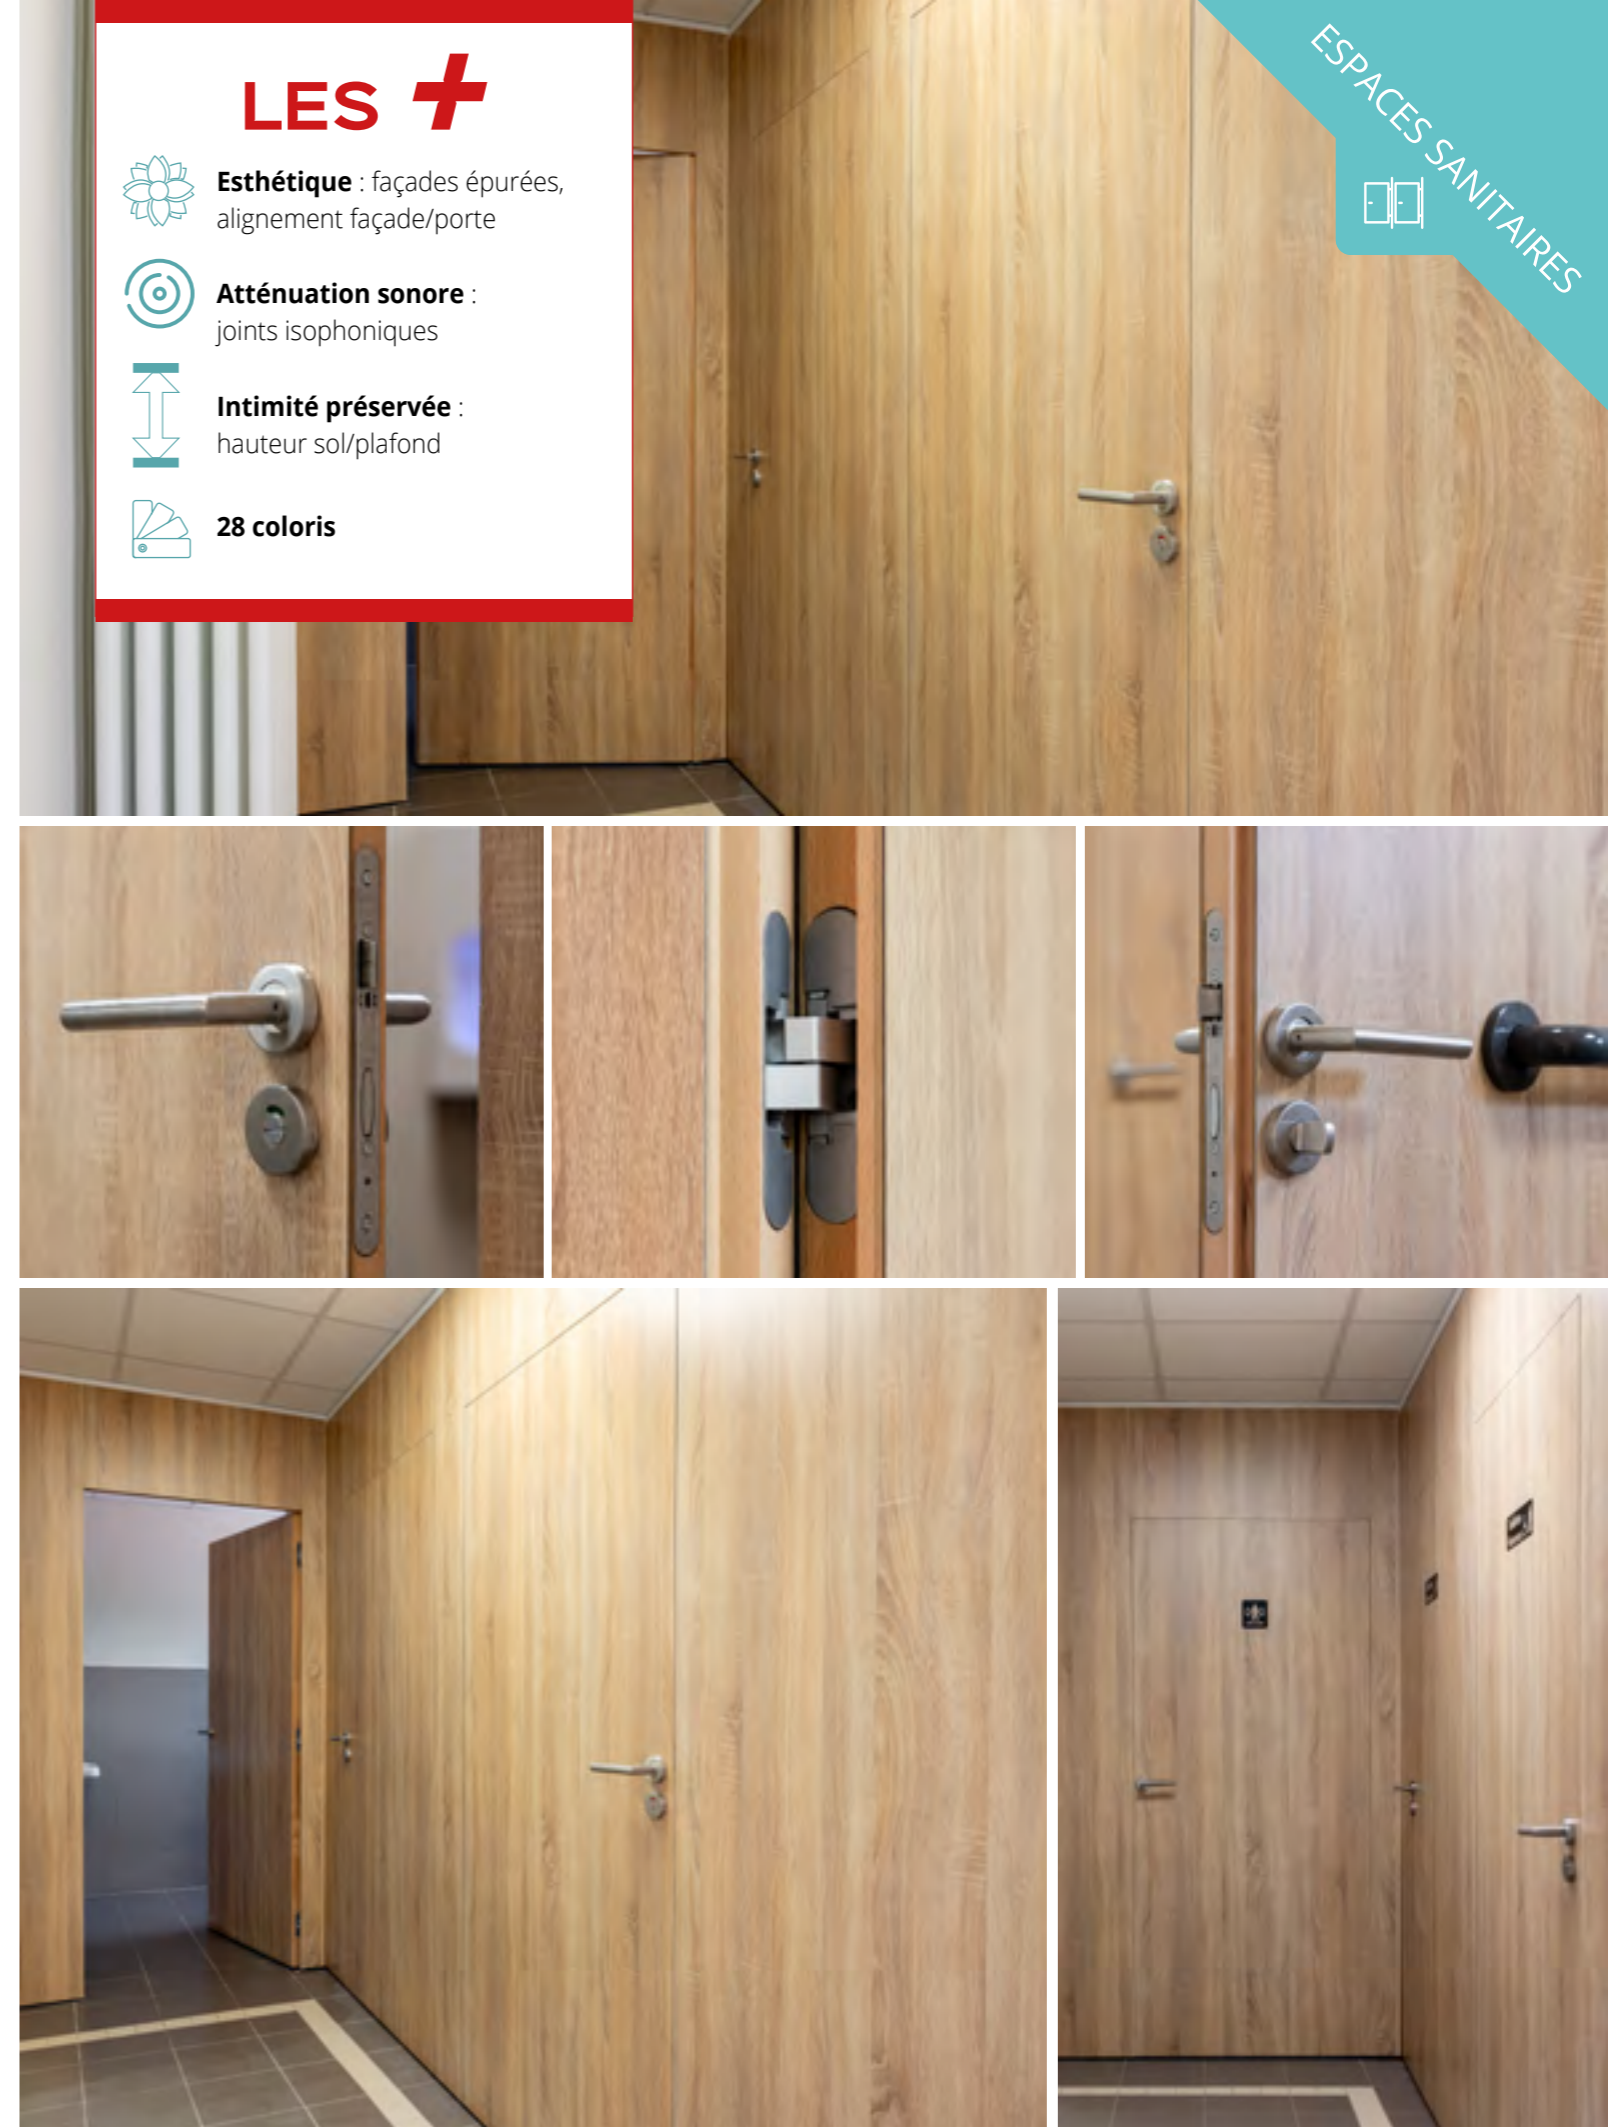 LES +
Esthétique : façades épurées,
alignement façade/porte
Atténuation sonore :
joints isophoniques
Intimité préservée :
hauteur sol/plafond
28 coloris
ESPACES SANITAIRES